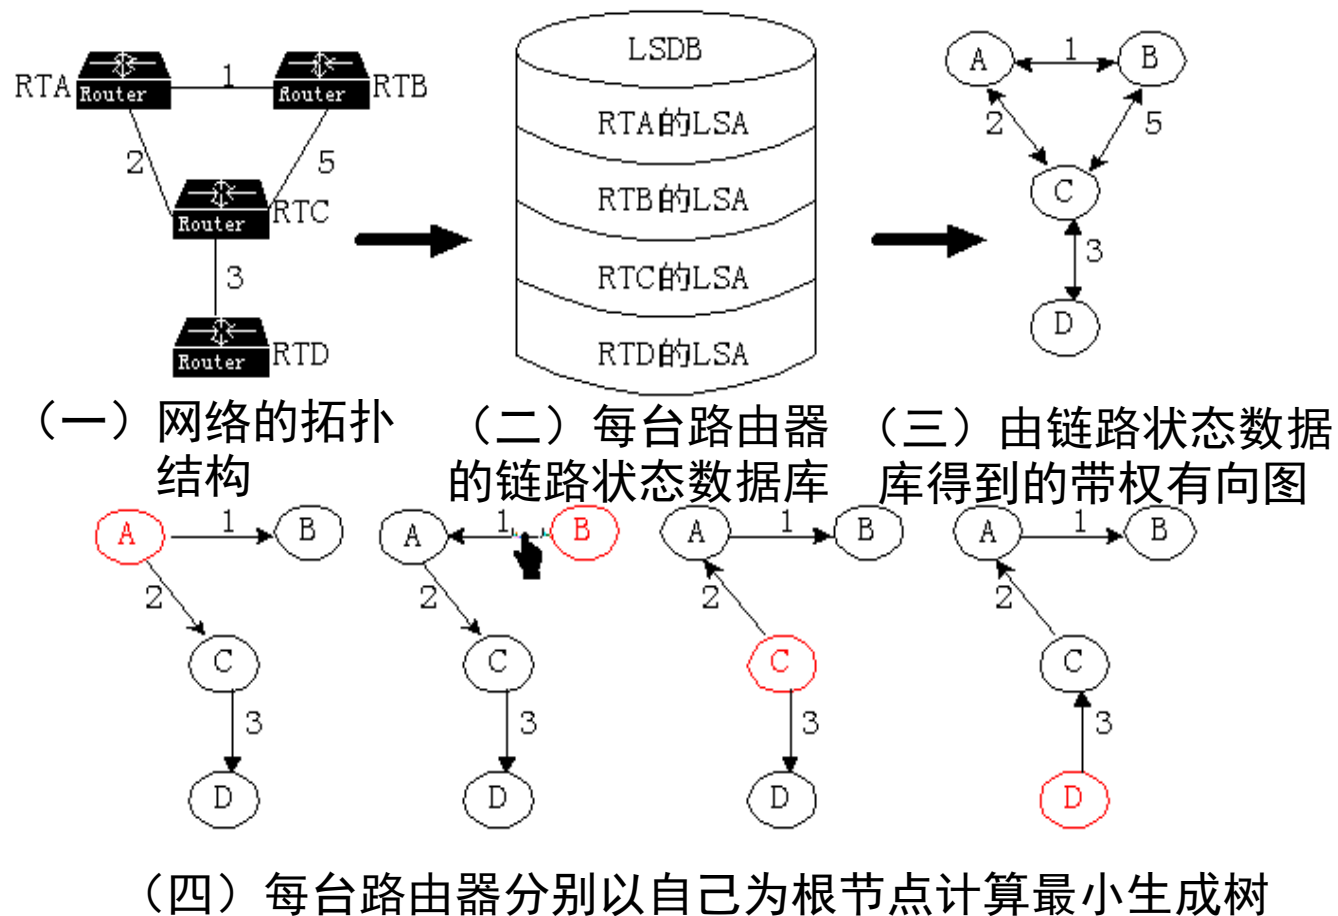 RTA Router 1 Router RTB
2 5
Router RTC
3
Router RTD
LSDB
RTA的LSA
RTB的LSA
RTC的LSA
RTD的LSA
A 1 B
2 5
C
3
D
（一）网络的拓扑
结构
（二）每台路由器
的链路状态数据库
（三）由链路状态数据
库得到的带权有向图
A 1 B
2
C
3
D
A 1 B
2
C
3
D
A 1 B
2
C
3
D
A 1 B
2
C
3
D
（四）每台路由器分别以自己为根节点计算最小生成树